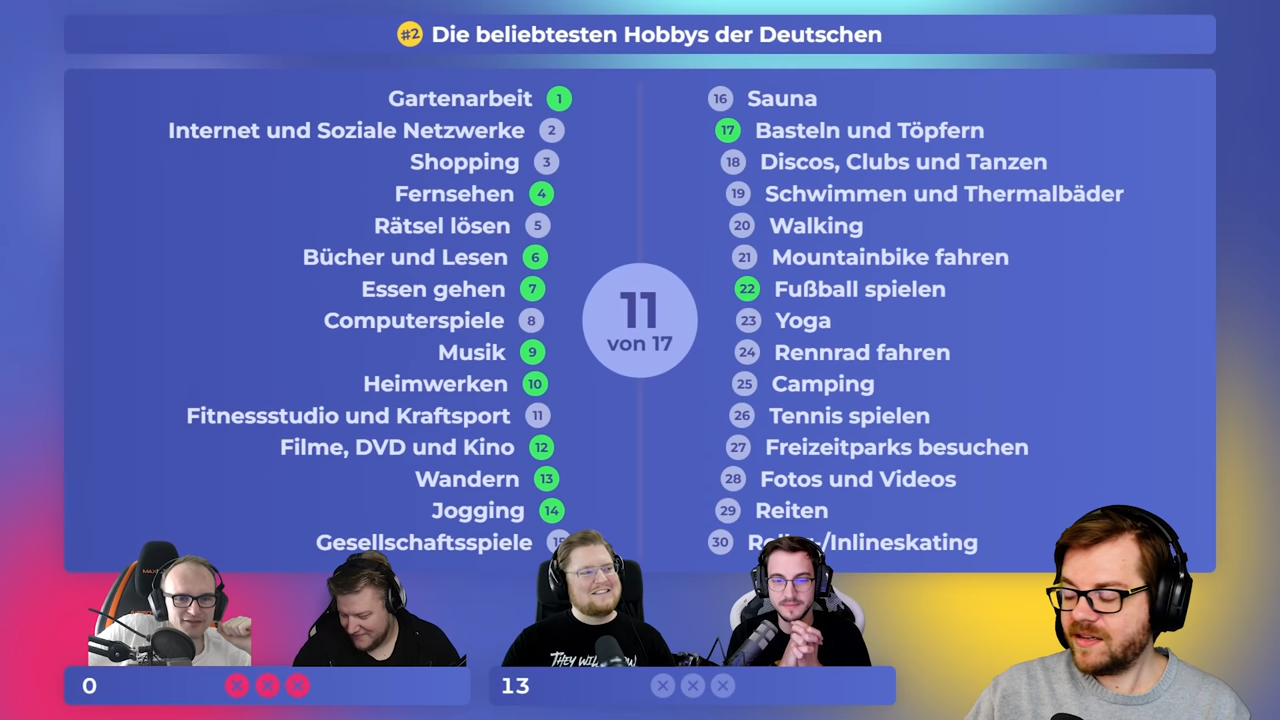 #2 Die beliebtesten Hobbys der Deutschen
Gartenarbeit 1
Internet und Soziale Netzwerke 2
Shopping 3
Fernsehen 4
Rätsel lösen 5
Bücher und Lesen 6
Essen gehen 7
Computerspiele 8
Musik 9
Heimwerken 10
Fitnessstudio und Kraftsport 11
Filme, DVD und Kino 12
Wandern 13
Jogging 14
Gesellschaftsspiele
11
von 17
16 Sauna
17 Basteln und Töpfern
18 Discos, Clubs und Tanzen
19 Schwimmen und Thermalbäder
20 Walking
21 Mountainbike fahren
22 Fußball spielen
23 Yoga
24 Rennrad fahren
25 Camping
26 Tennis spielen
27 Freizeitparks besuchen
28 Fotos und Videos
29 Reiten
30 /Inlineskating
THEY
0
13